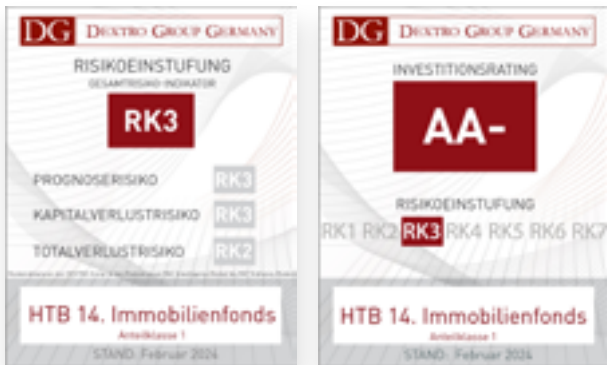 DG DEXTRO GROUP GERMANY
RISIKOEINSTUFUNG
GESAMTRISIKO-INDIKATOR
RK3
PROGNOSERISIKO RK3
KAPITALVERLUSTRISIKO RK3
TOTALVERLUSTRISIKO RK2
HTB 14. Immobilienfonds
Anteilklasse 1
STAND: Februar 2024
DG DEXTRO GROUP GERMANY
INVESTITIONSRATING
AA-
RISIKOEINSTUFUNG
RK1 RK2 RK3 RK4 RK5 RK6 RK7
HTB 14. Immobilienfonds
Anteilklasse 1
STAND: Februar 2024